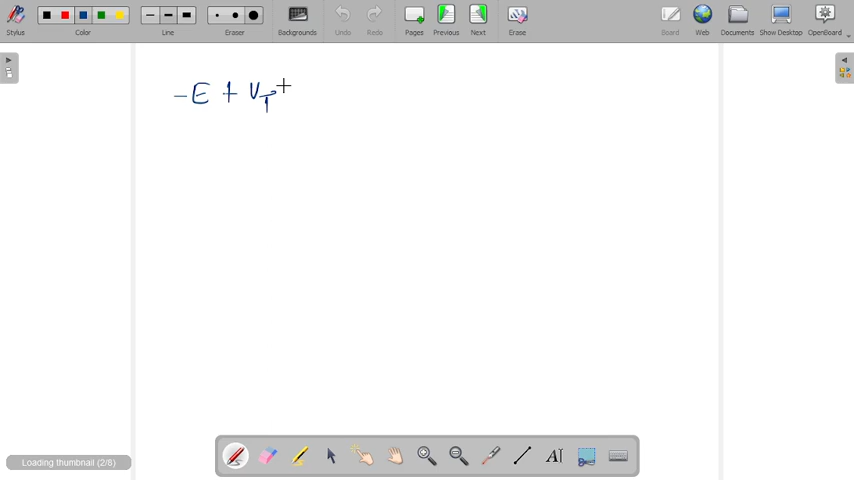 Stylus
Color
Line
Eraser
Backgrounds
Undo
Redo
Pages
Previous
Next
Erase
Board
Web
Documents
Show Desktop
OpenBoard
-E + V_T
Loading thumbnail (2/8)